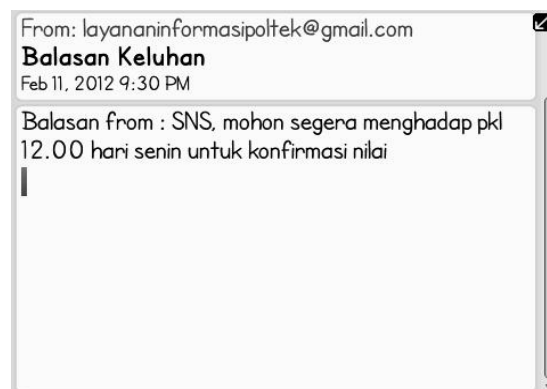 From: layananinformasipoltek@gmail.com
Balasan Keluhan
Feb 11, 2012 9:30 PM
Balasan from : SNS, mohon segera menghadap pkl
12.00 hari senin untuk konfirmasi nilai